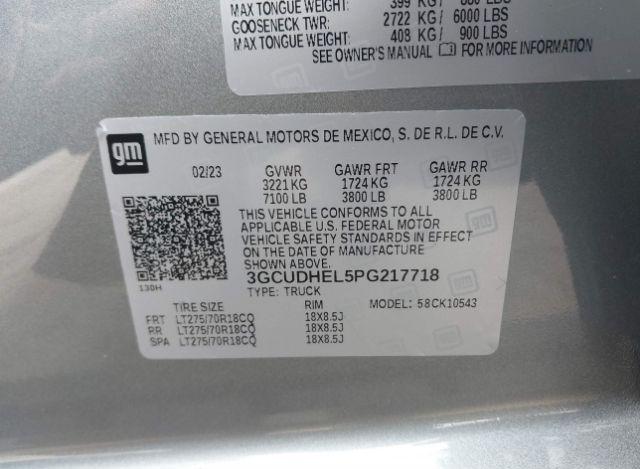 MAX TONGUE WEIGHT: 399 KG / 880 LBS
GOOSENECK TWR: 2722 KG / 6000 LBS
MAX TONGUE WEIGHT: 408 KG / 900 LBS
SEE OWNER'S MANUAL FOR MORE INFORMATION
gm
MFD BY GENERAL MOTORS DE MEXICO, S. DE R.L. DE C.V.
02/23 GVWR GAWR FRT GAWR RR
3221 KG 1724 KG 1724 KG
7100 LB 3800 LB 3800 LB
THIS VEHICLE CONFORMS TO ALL
APPLICABLE U.S. FEDERAL MOTOR
VEHICLE SAFETY STANDARDS IN EFFECT
ON THE DATE OF MANUFACTURE
SHOWN ABOVE.
3GCUDHEL5PG217718
130H TYPE: TRUCK
TIRE SIZE RIM MODEL: 58CK10543
FRT LT275/70R18CQ 18X8.5J
RR LT275/70R18CQ 18X8.5J
SPA LT275/70R18CQ 18X8.5J